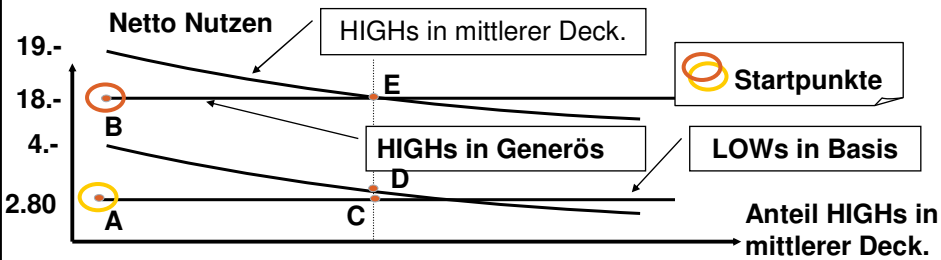 Netto Nutzen
HIGHs in mittlerer Deck.
19.-
E
Startpunkte
18.-
B
4.-
HIGHs in Generös
LOWs in Basis
D
2.80
A
C
Anteil HIGHs in
mittlerer Deck.